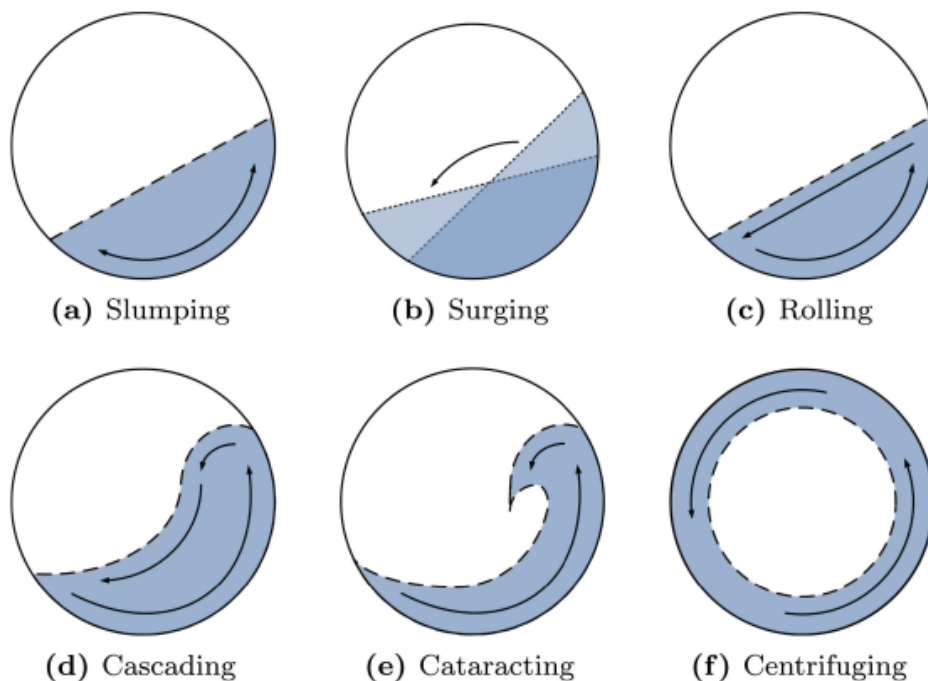 (a) Slumping
(b) Surging
(c) Rolling
(d) Cascading
(e) Cataracting
(f) Centrifuging